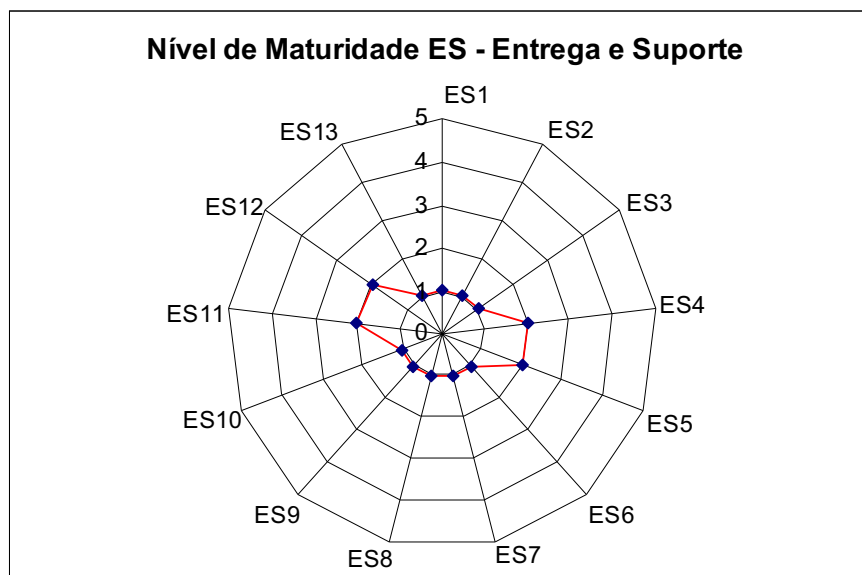 Nível de Maturidade ES - Entrega e Suporte
ES1
ES2
ES3
ES4
ES5
ES6
ES7
ES8
ES9
ES10
ES11
ES12
ES13
5
4
3
2
1
0